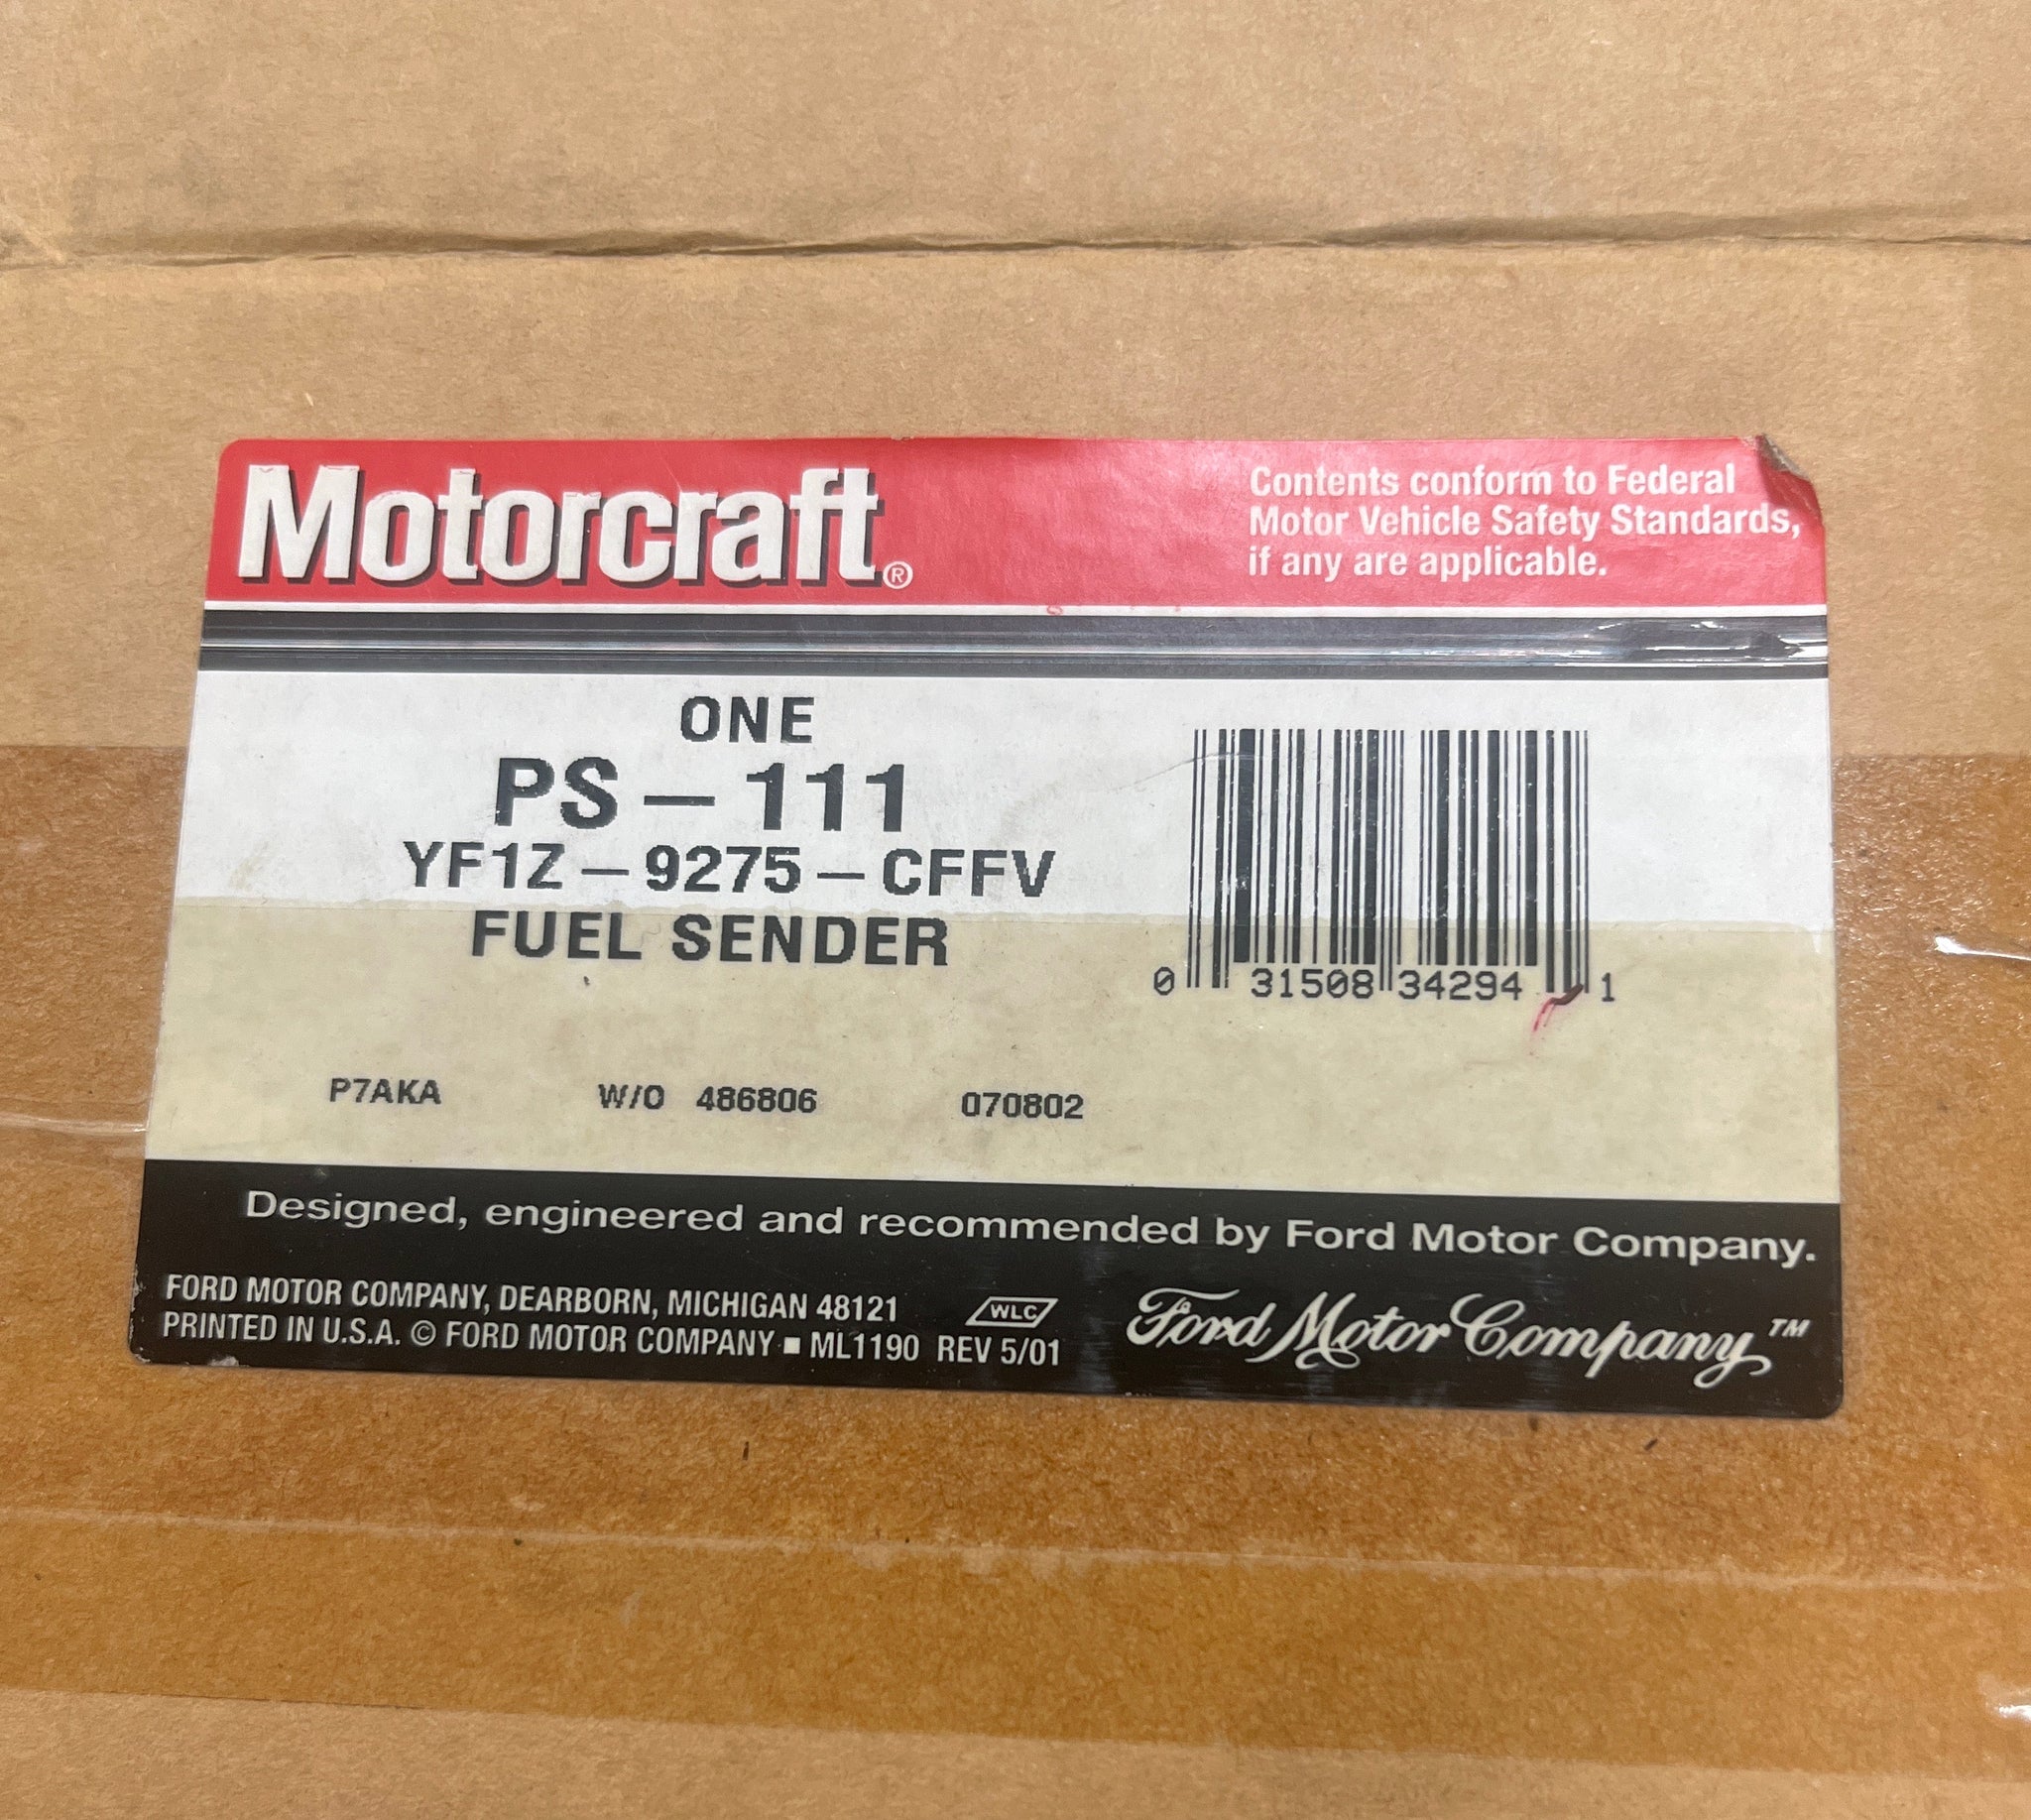 Motorcraft®
Contents conform to Federal
Motor Vehicle Safety Standards,
if any are applicable.
ONE
PS-111
YF1Z-9275-CFFV
FUEL SENDER
0 31508 34294 1
P7AKA W/O 486806 070802
Designed, engineered and recommended by Ford Motor Company.
FORD MOTOR COMPANY, DEARBORN, MICHIGAN 48121
PRINTED IN U.S.A. © FORD MOTOR COMPANY ■ ML1190 REV 5/01
WLC
Ford Motor Company™